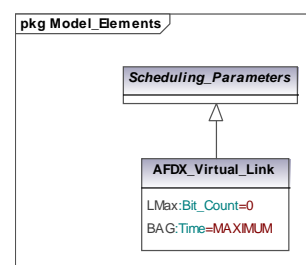 pkg Model_Elements
Scheduling_Parameters
AFDX_Virtual_Link
LMax:Bit_Count=0
BAG:Time=MAXIMUM